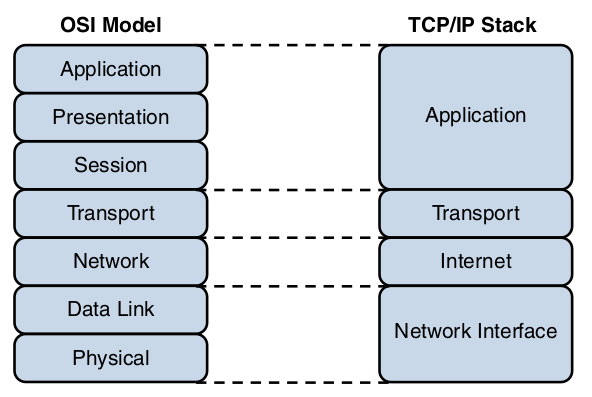 OSI Model
TCP/IP Stack
Application
Presentation
Session
Transport
Network
Data Link
Physical
Application
Transport
Internet
Network Interface